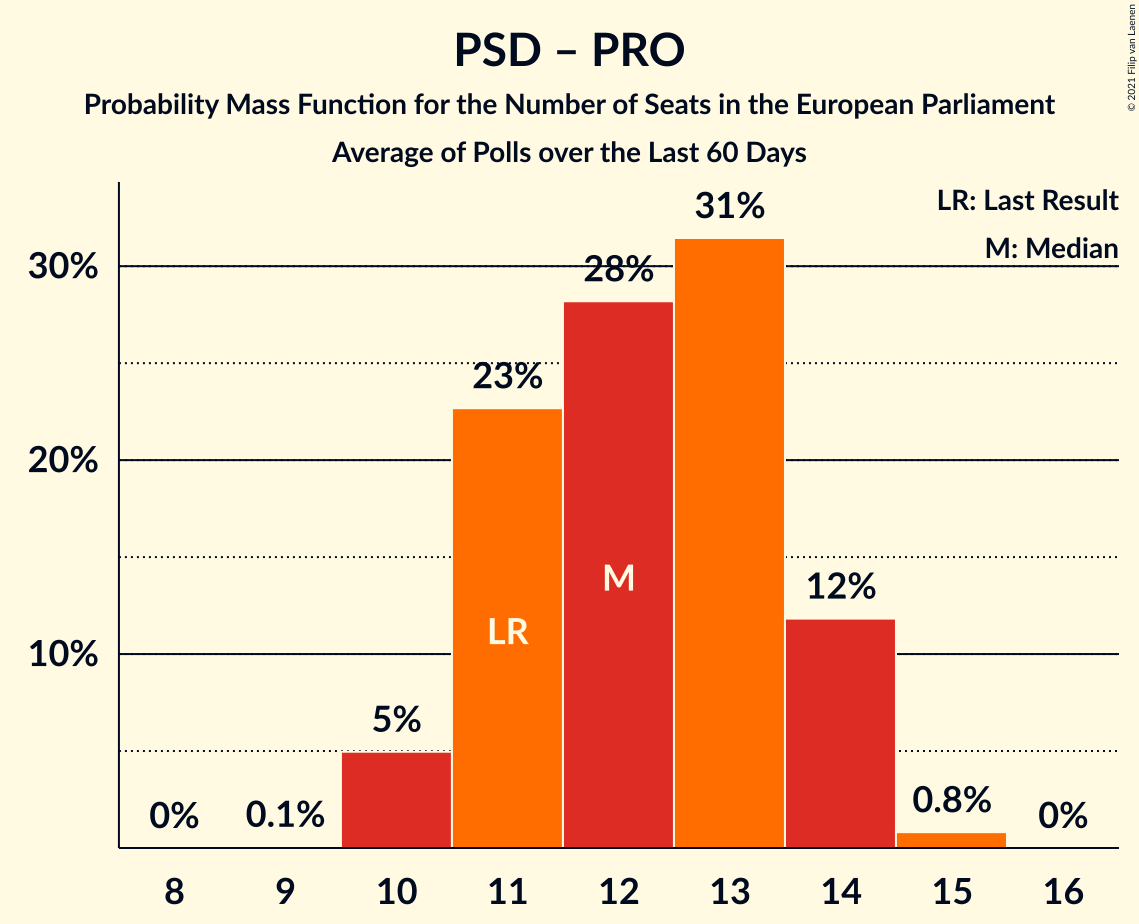 PSD – PRO
Probability Mass Function for the Number of Seats in the European Parliament
Average of Polls over the Last 60 Days
© 2021 Filip van Laenen
LR: Last Result
M: Median
30%
20%
10%
0%
0.1%
5%
23%
28%
31%
12%
0.8%
0%
LR
M
8 9 10 11 12 13 14 15 16